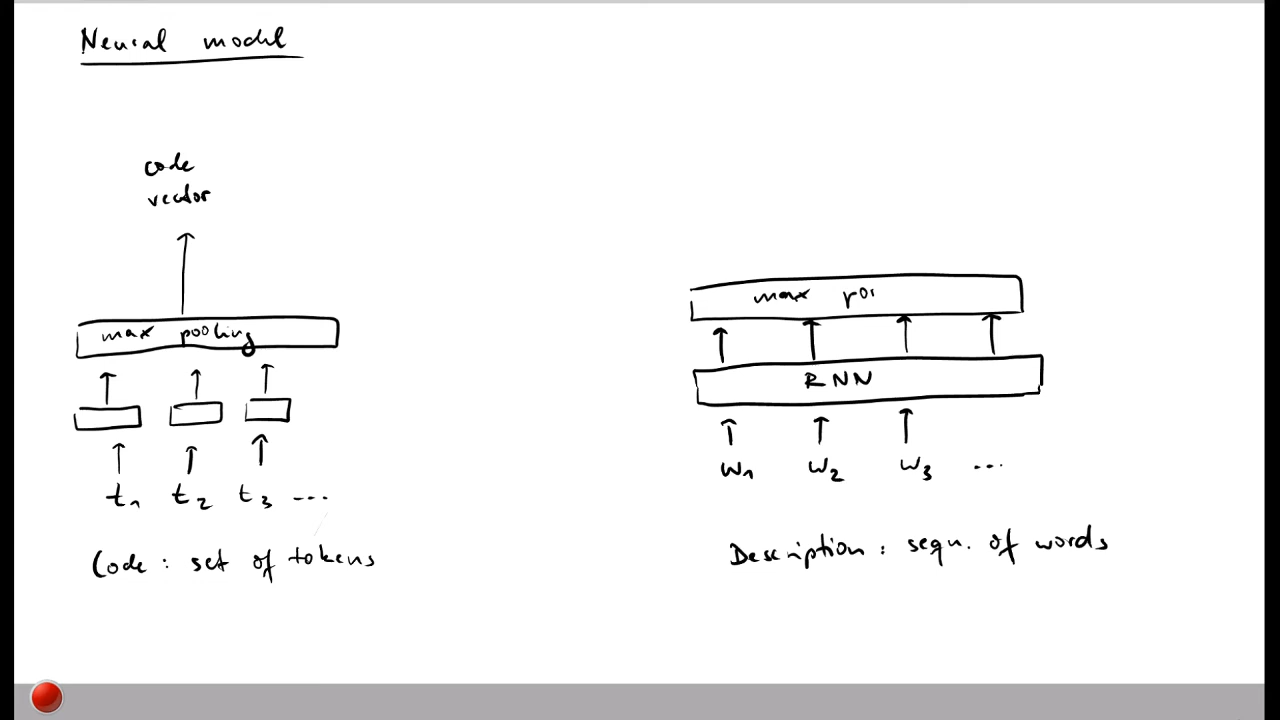 Neural model
code
vector
max pooling
t1 t2 t3 ...
Code : set of tokens
max poo
RNN
w1 w2 w3 ...
Description : sequ. of words